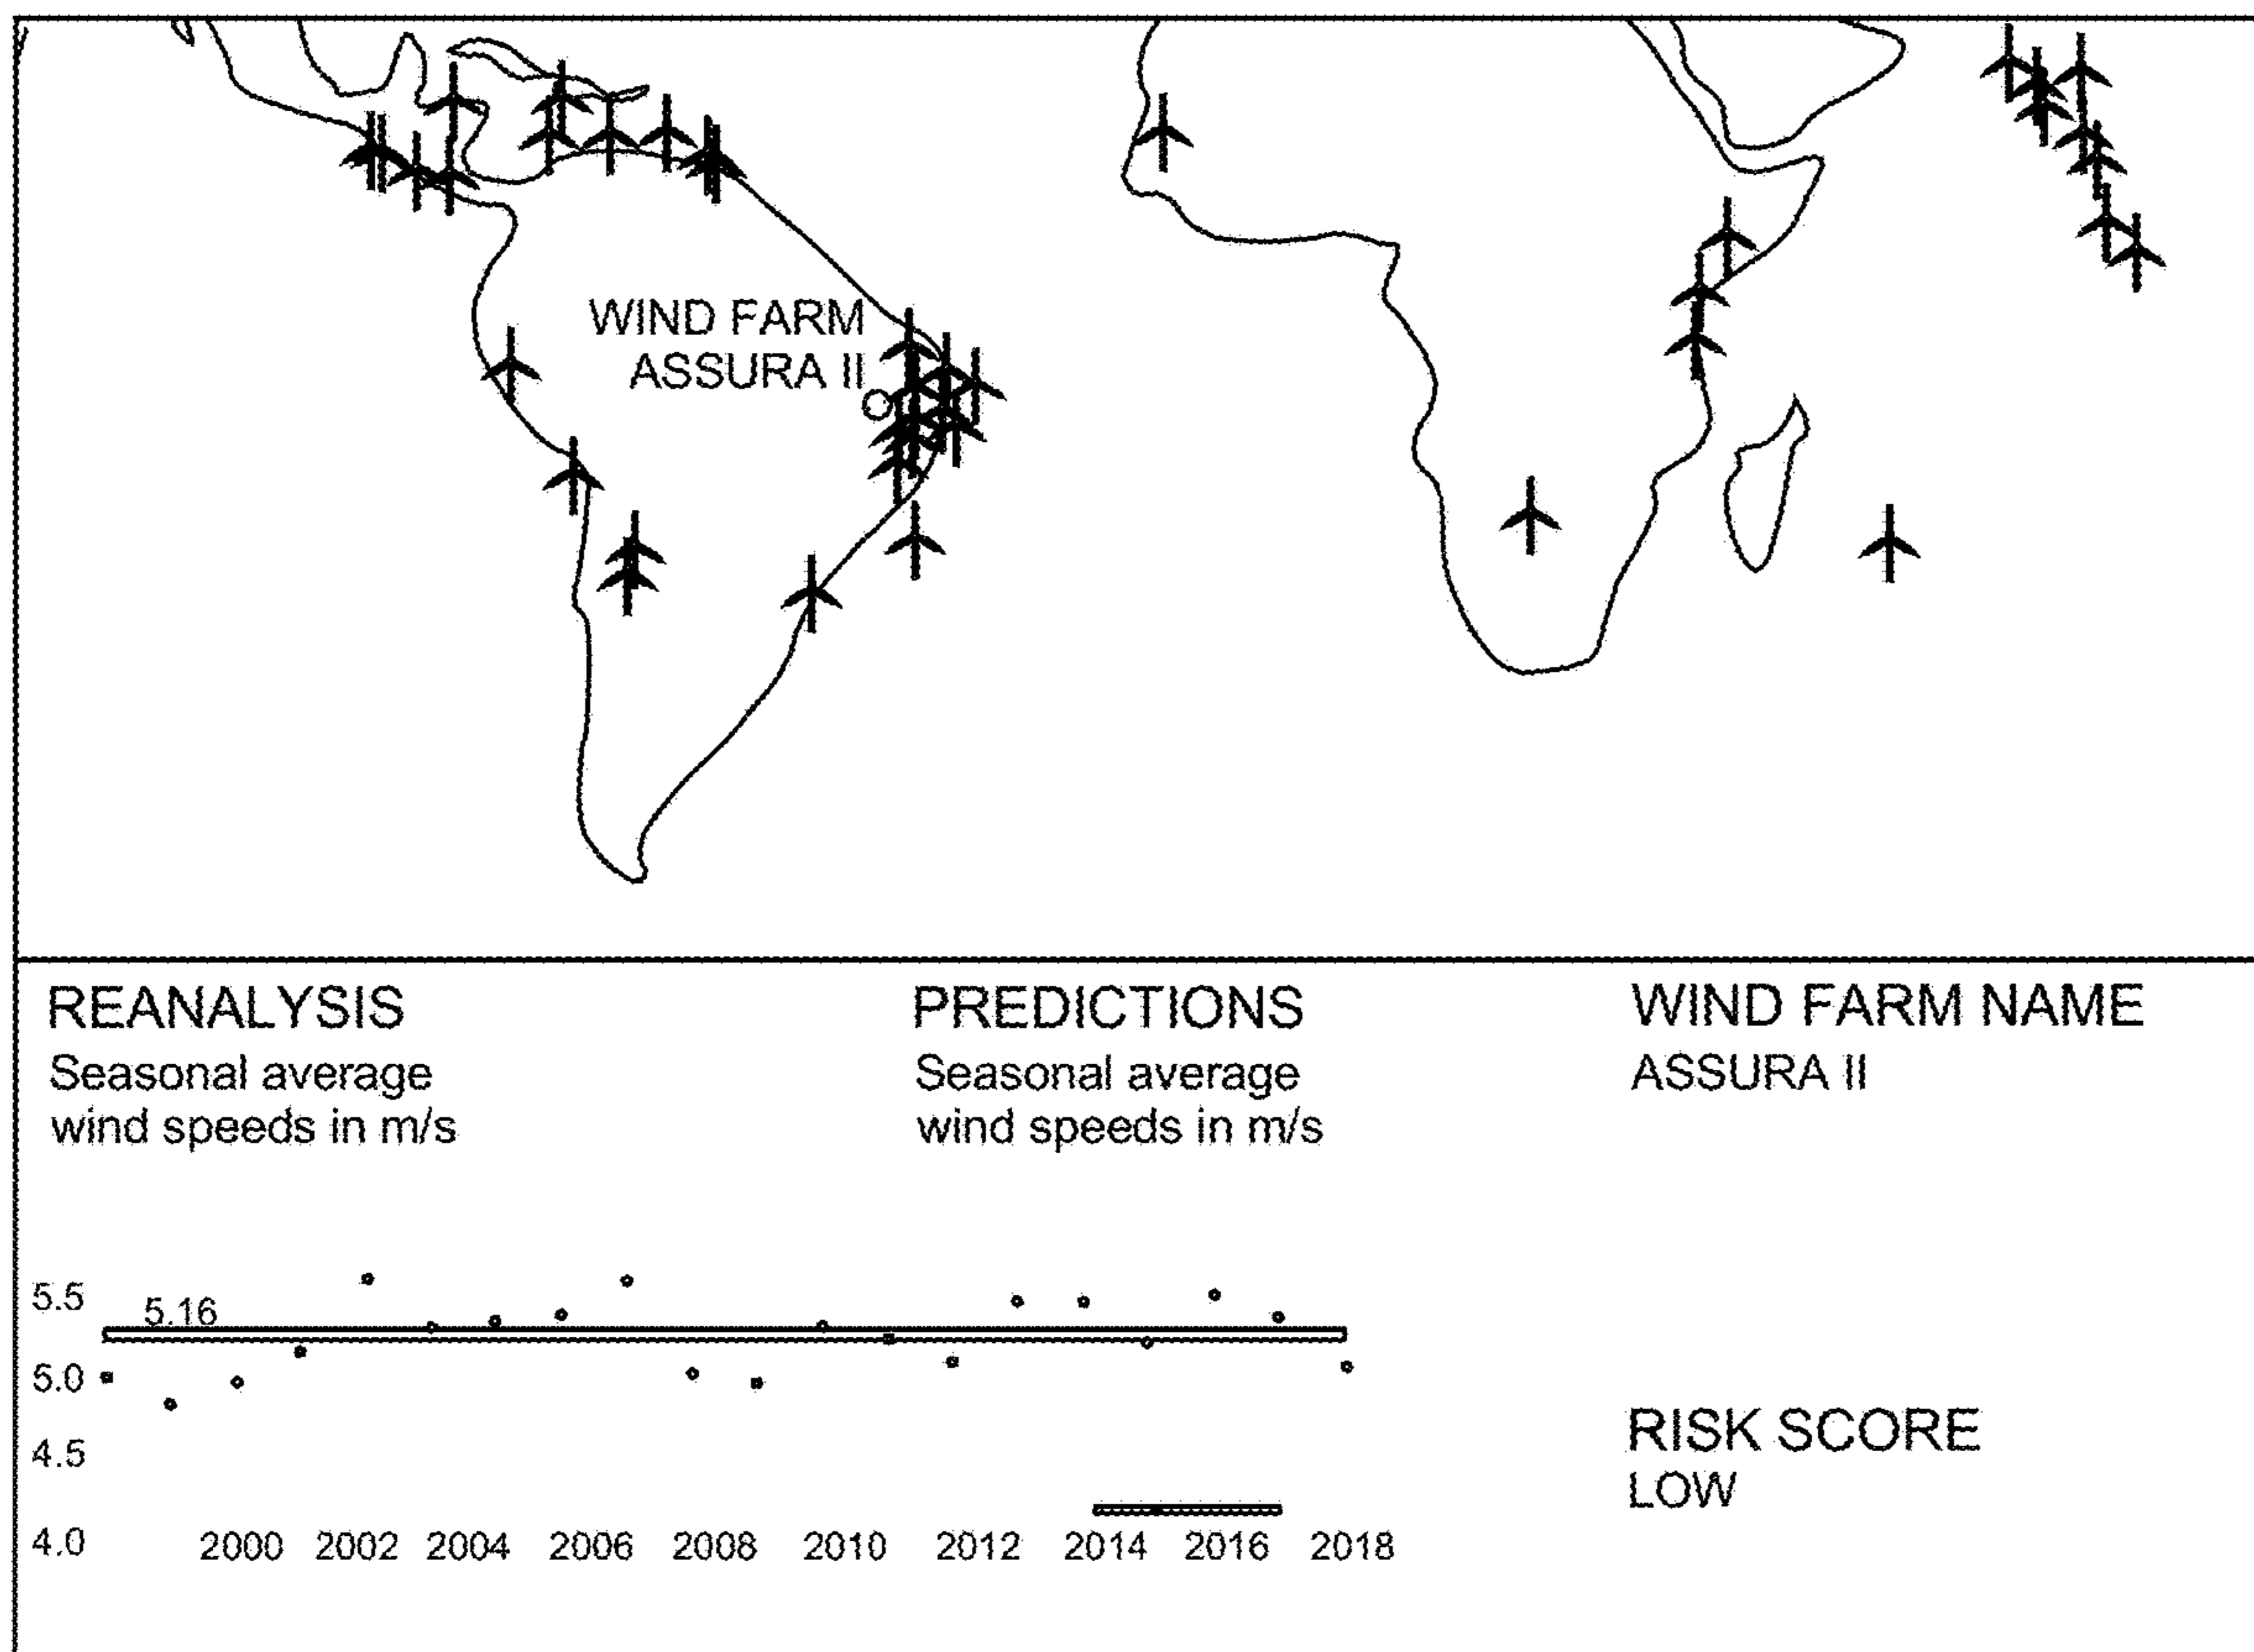 WIND FARM
ASSURA II
REANALYSIS
Seasonal average
wind speeds in m/s
PREDICTIONS
Seasonal average
wind speeds in m/s
WIND FARM NAME
ASSURA II
5.5
5.16
5.0
4.5
4.0
2000 2002 2004 2006 2008 2010 2012 2014 2016 2018
RISK SCORE
LOW